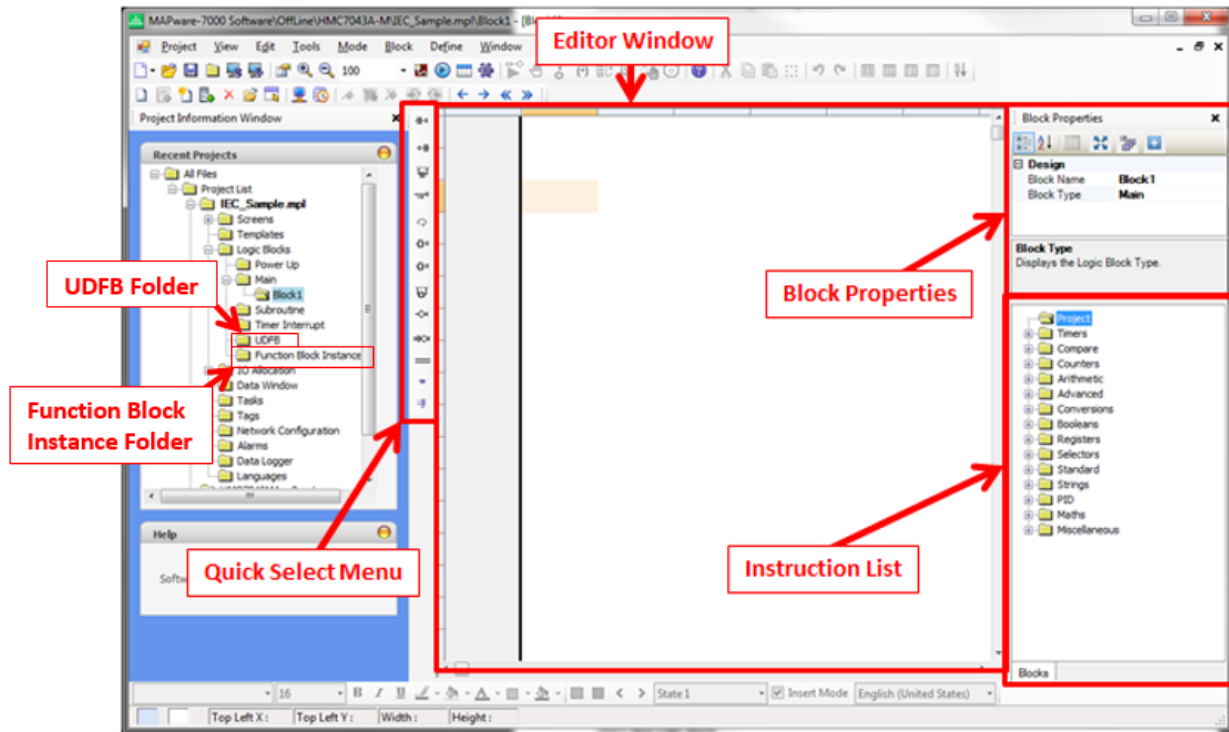 MAPware-7000 Software\OffLine\HMC7043A-M\IEC_Sample.mpl\Block1 -
Editor Window
Project View Edit Tools Mode Block Define Window
100
Project Information Window
Recent Projects
All Files
Project List
IEC_Sample.mpl
Screens
Templates
Logic Blocks
Power Up
Main
Block1
Subroutine
Timer Interrupt
UDFB
Function Block Instance
IO Allocation
Data Window
Tasks
Tags
Network Configuration
Alarms
Data Logger
Languages
UDFB Folder
Function Block
Instance Folder
Help
Quick Select Menu
Block Properties
Design
Block Name Block1
Block Type Main
Block Type
Displays the Logic Block Type.
Block Properties
Project
Timers
Compare
Counters
Arithmetic
Advanced
Conversions
Booleans
Registers
Selectors
Standard
Strings
PID
Maths
Miscellaneous
Instruction List
Blocks
16 B I U A State 1 Insert Mode English (United States)
Top Left X : Top Left Y : Width : Height :